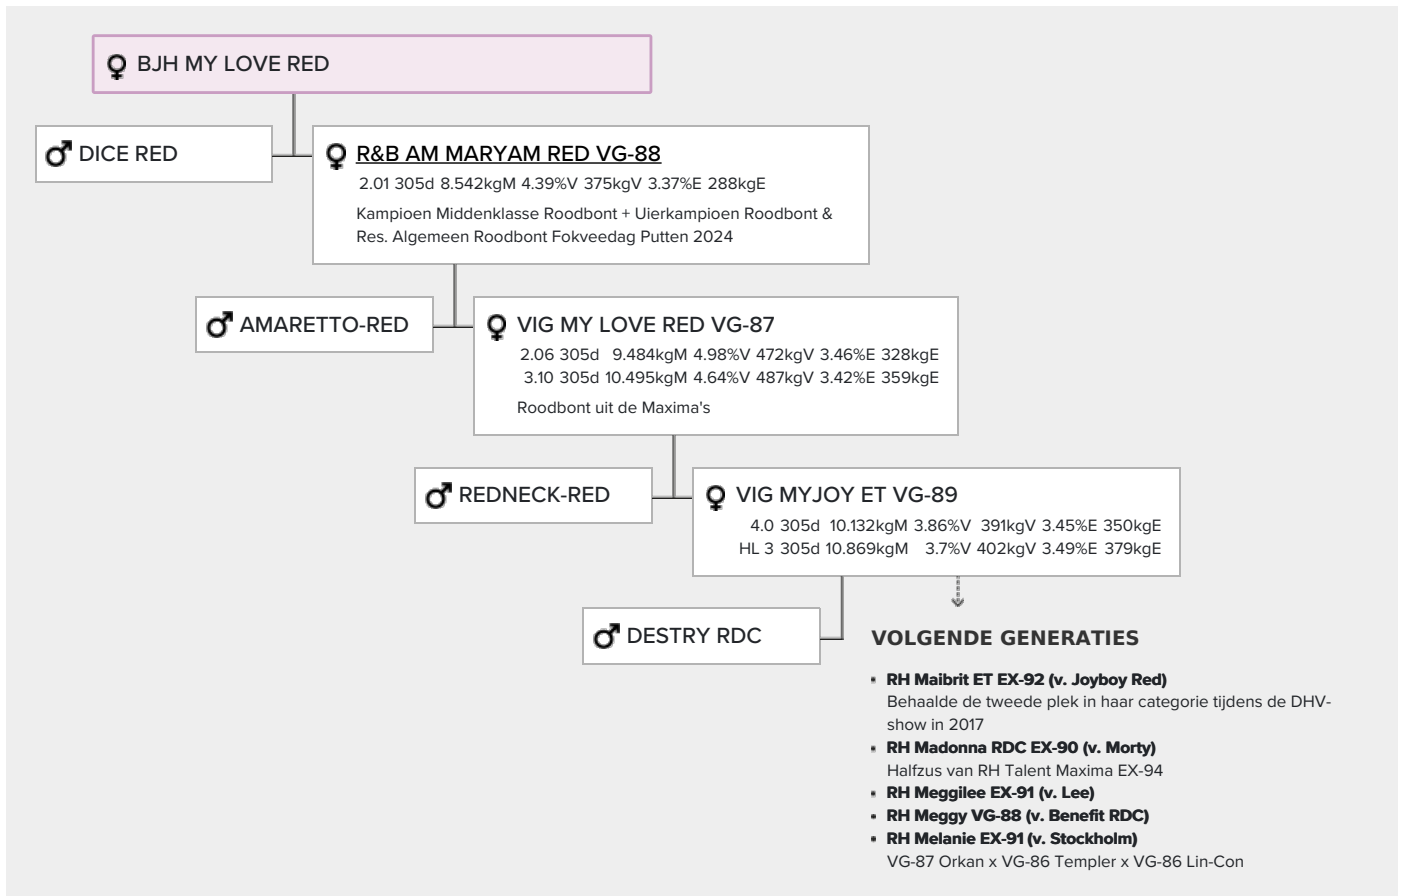 BJH MY LOVE RED
DICE RED
R&B AM MARYAM RED VG-88
2.01 305d 8.542kgM 4.39%V 375kgV 3.37%E 288kgE
Kampioen Middenklasse Roodbont + Uierkampioen Roodbont &
Res. Algemeen Roodbont Fokveedag Putten 2024
AMARETTO-RED
VIG MY LOVE RED VG-87
2.06 305d 9.484kgM 4.98%V 472kgV 3.46%E 328kgE
3.10 305d 10.495kgM 4.64%V 487kgV 3.42%E 359kgE
Roodbont uit de Maxima's
REDNECK-RED
VIG MYJOY ET VG-89
4.0 305d 10.132kgM 3.86%V 391kgV 3.45%E 350kgE
HL 3 305d 10.869kgM 3.7%V 402kgV 3.49%E 379kgE
DESTRY RDC
VOLGENDE GENERATIES
RH Maibrit ET EX-92 (v. Joyboy Red)
Behaalde de tweede plek in haar categorie tijdens de DHV-
show in 2017
RH Madonna RDC EX-90 (v. Morty)
Halfzus van RH Talent Maxima EX-94
RH Meggilee EX-91 (v. Lee)
RH Meggy VG-88 (v. Benefit RDC)
RH Melanie EX-91 (v. Stockholm)
VG-87 Orkan x VG-86 Templer x VG-86 Lin-Con